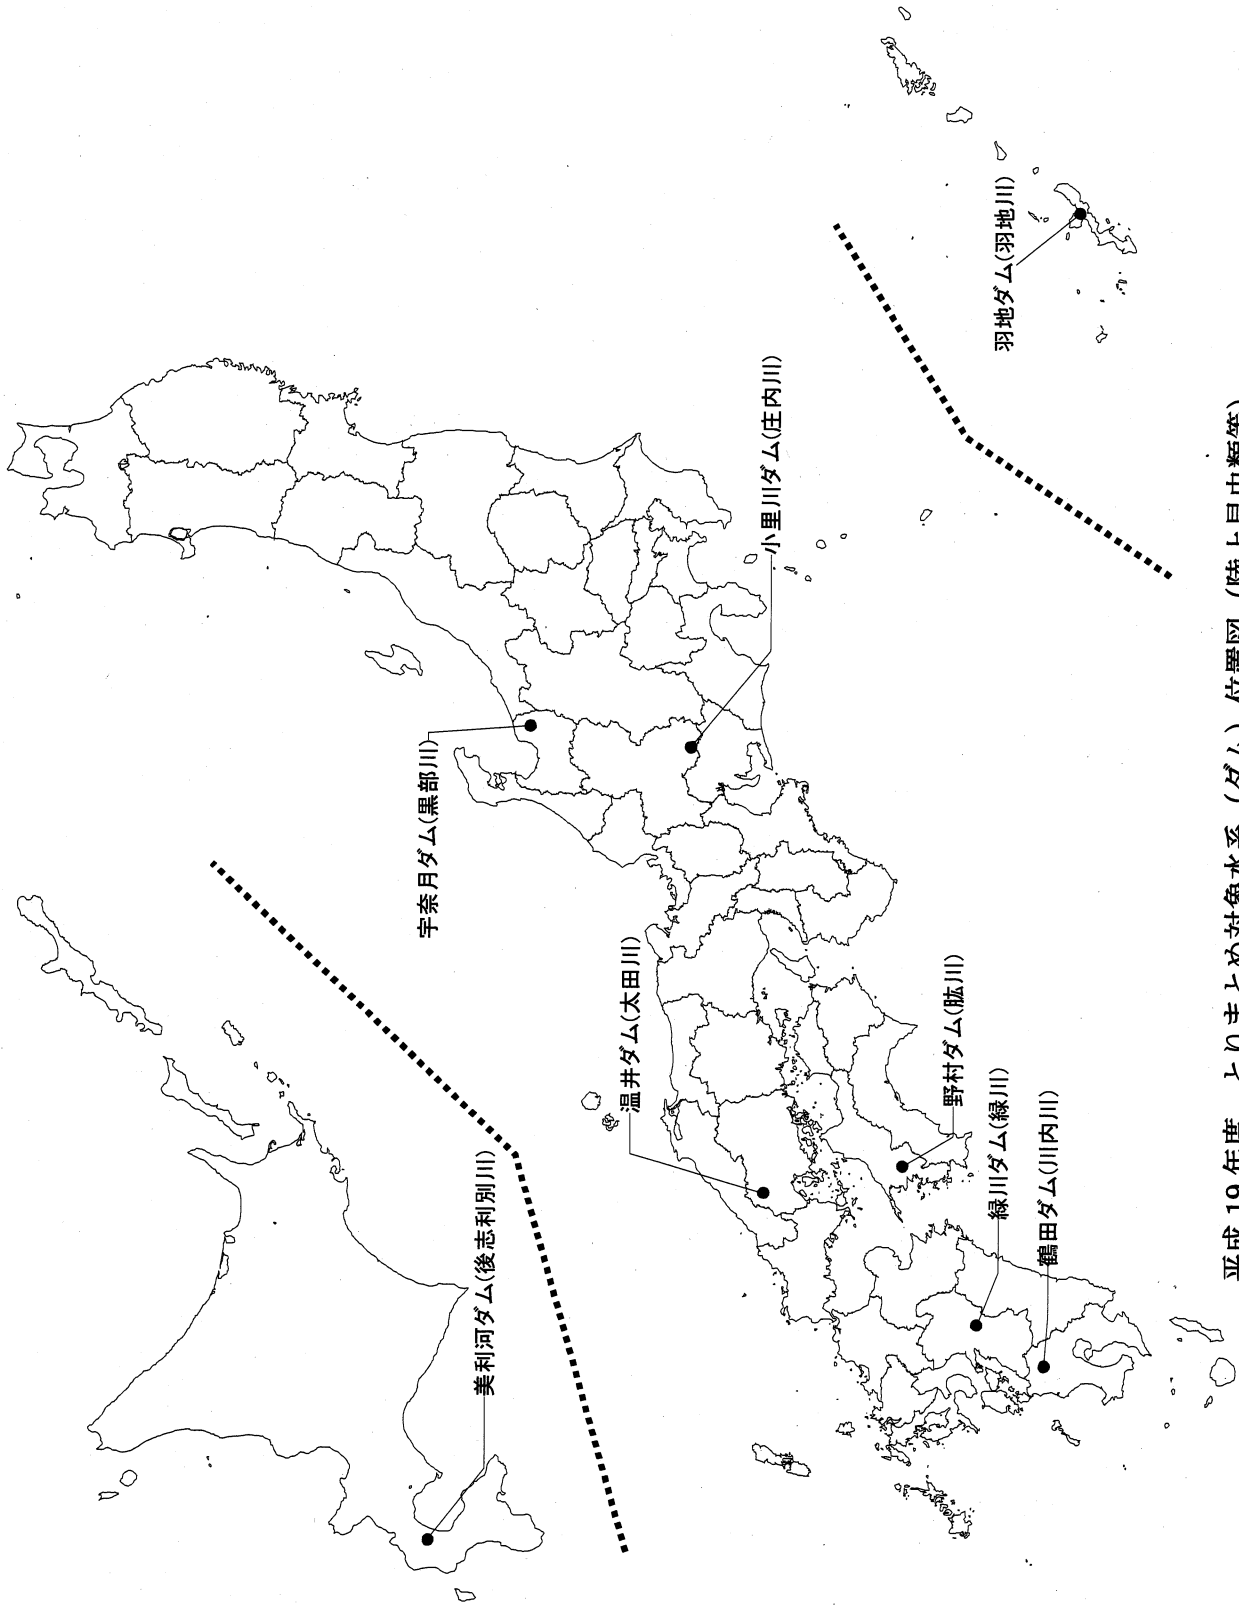 美利河ダム(後志利別川)
宇奈月ダム(黒部川)
温井ダム(太田川)
小里川ダム(庄内川)
野村ダム(肱川)
緑川ダム(緑川)
鶴田ダム(川内川)
羽地ダム(羽地川)
平成 19 年度 とりまとめ対象水系(ダム)位置図(陸上昆虫類等)